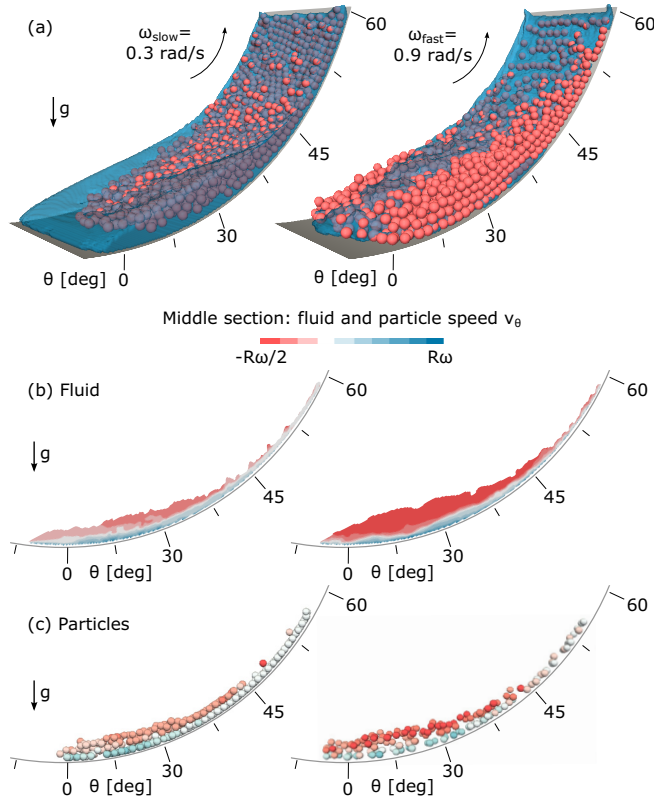 (a)
ω_slow=
0.3 rad/s
60
ω_fast=
0.9 rad/s
60
g
45
45
30
30
θ [deg] 0
θ [deg] 0
Middle section: fluid and particle speed v_θ
-Rω/2 Rω
(b) Fluid
60
60
g
45
45
30
30
0 θ [deg]
0 θ [deg]
(c) Particles
60
60
g
45
45
30
30
0 θ [deg]
0 θ [deg]